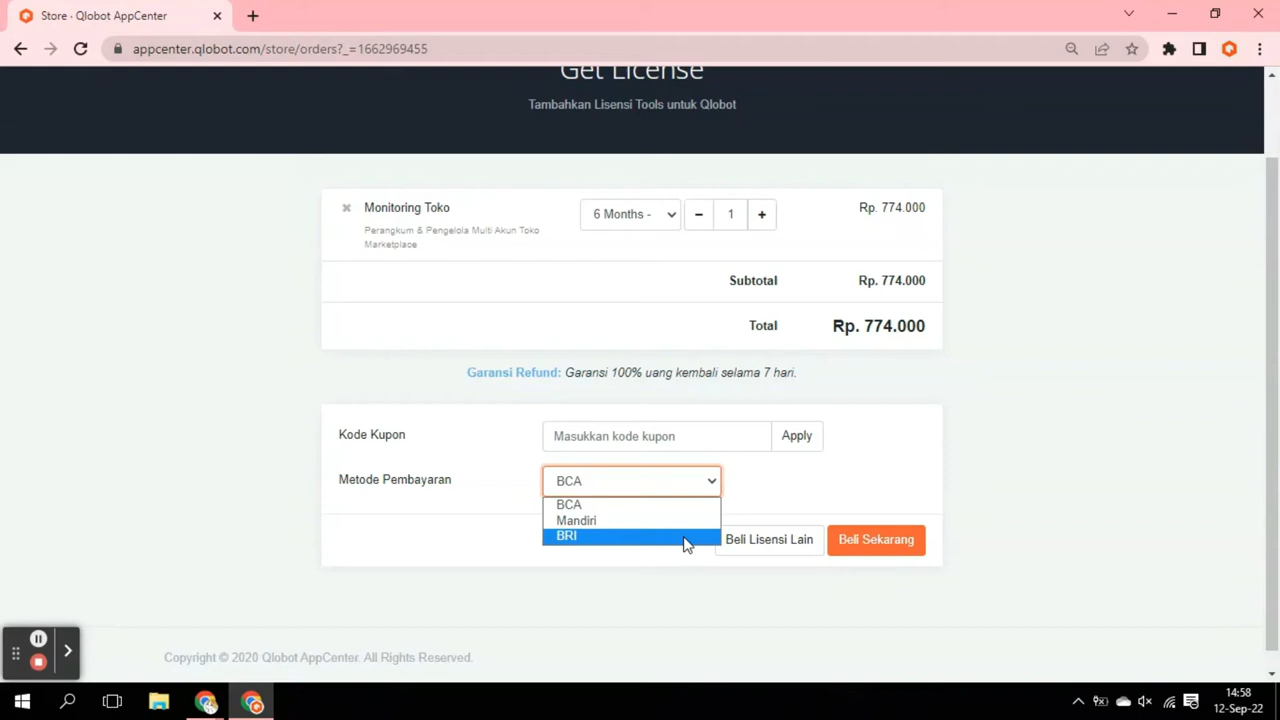 Store · Qlobot AppCenter
appcenter.qlobot.com/store/orders?_=1662969455
Get License
Tambahkan Lisensi Tools untuk Qlobot
Monitoring Toko
6 Months -
1
Rp. 774.000
Perangkum & Pengelola Multi Akun Toko
Marketplace
Subtotal
Rp. 774.000
Total
Rp. 774.000
Garansi Refund: Garansi 100% uang kembali selama 7 hari.
Kode Kupon
Masukkan kode kupon
Apply
Metode Pembayaran
BCA
BCA
Mandiri
BRI
Beli Lisensi Lain
Beli Sekarang
Copyright © 2020 Qlobot AppCenter. All Rights Reserved.
14:58
12-Sep-22